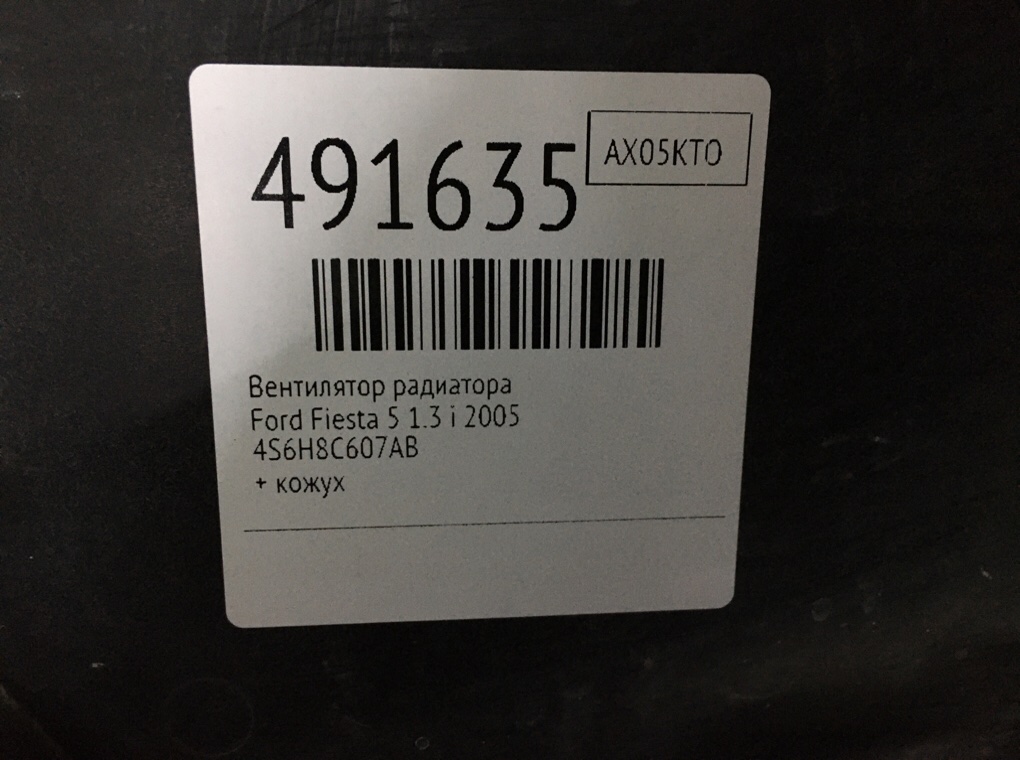 491635
AX05KTO
Вентилятор радиатора
Ford Fiesta 5 1.3 i 2005
4S6H8C607AB
+ кожух